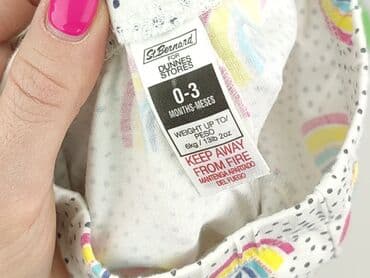 St.Bernard
FOR
DUNNES
STORES
0-3
MONTHS-MESES
WEIGHT UP TO/
PESO
6kg / 13lb 2oz
KEEP AWAY
FROM FIRE
MANTENGA APARTADO
DEL FUEGO